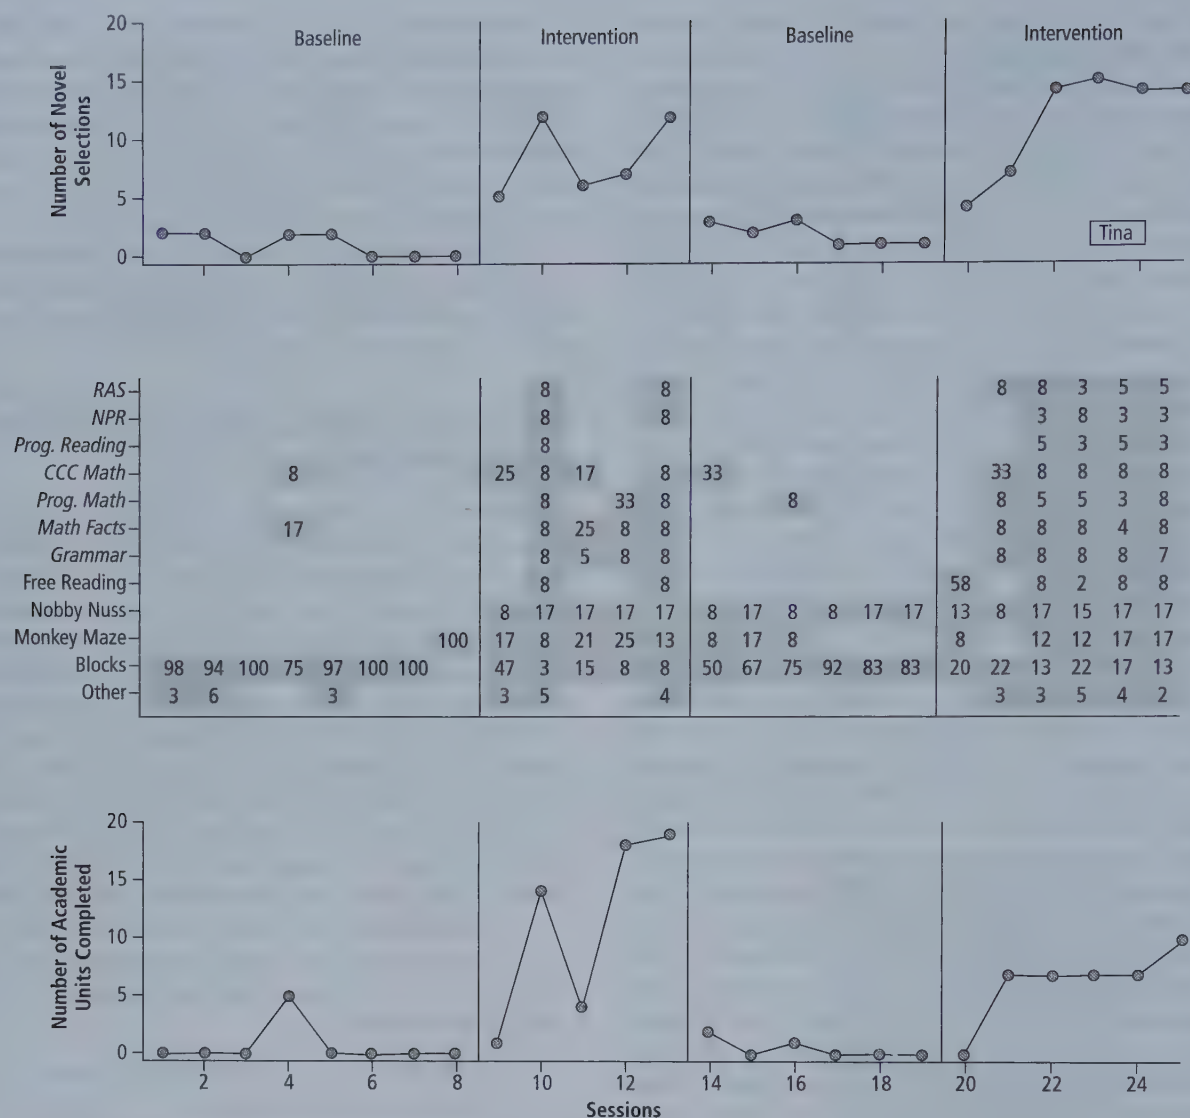 20
Baseline Intervention Baseline Intervention
Number of Novel
Selections
15
10
5
0
Tina
RAS 8 8 8 8 3 5 5
NPR 8 8 3 8 3 3
Prog. Reading 8 5 3 5 3
CCC Math 8 25 8 17 8 33 33 8 8 8 8
Prog. Math 8 33 8 8 8 5 5 3 8
Math Facts 17 8 25 8 8 8 8 8 4 8
Grammar 8 5 8 8 8 8 8 8 7
Free Reading 8 8 58 8 2 8 8
Nobby Nuss 8 17 17 17 17 8 17 8 8 17 17 13 8 17 15 17 17
Monkey Maze 100 17 8 21 25 13 8 17 8 8 12 12 17 17
Blocks 98 94 100 75 97 100 100 47 3 15 8 8 50 67 75 92 83 83 20 22 13 22 17 13
Other 3 6 3 3 5 4 3 3 5 4 2
Number of Academic
Units Completed
20
15
10
5
0
2 4 6 8 10 12 14 16 18 20 22 24
Sessions